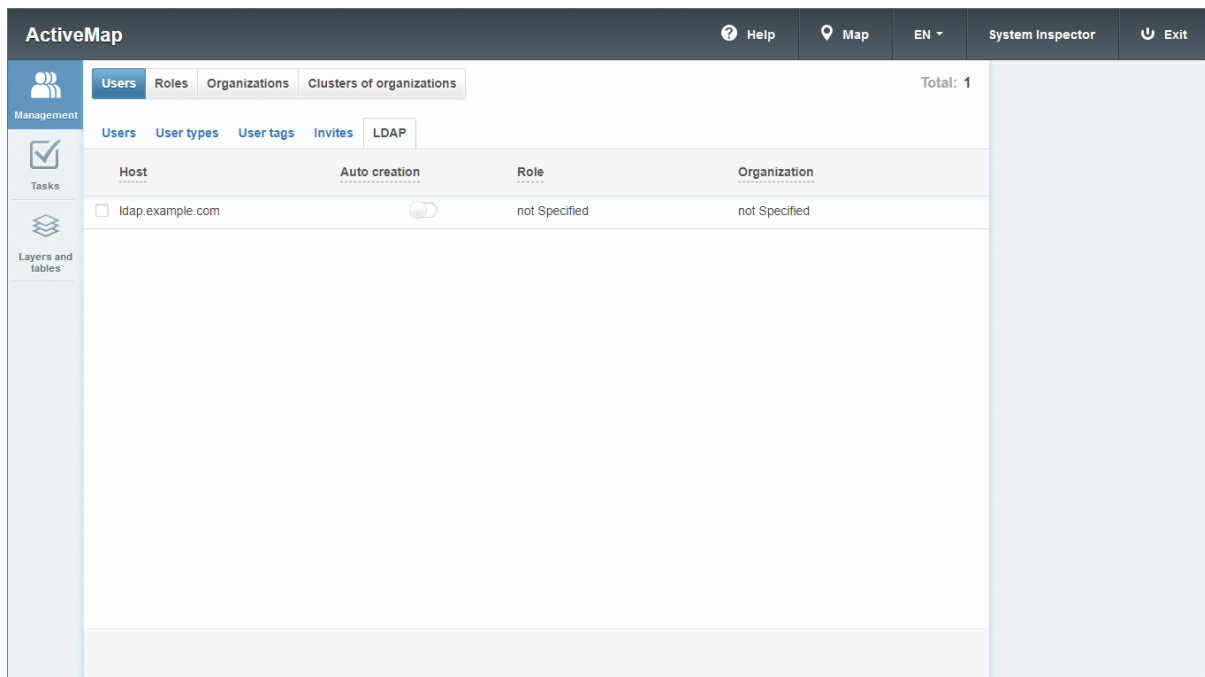 ActiveMap
Help
Map
EN
System Inspector
Exit
Management
Tasks
Layers and
tables
Users Roles Organizations Clusters of organizations
Total: 1
Users User types User tags Invites LDAP
Host Auto creation Role Organization
ldap.example.com not Specified not Specified